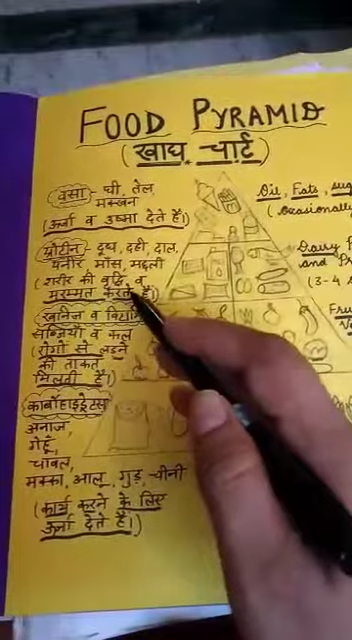 FOOD PYRAMID
(खाद्य चार्ट)
वसा - घी, तेल
मक्खन
(ऊर्जा व उष्मा देते हैं।)
प्रोटीन - दूध, दही, दाल,
पनीर माँस, मछली
(शरीर की वृद्धि व
मरम्मत करते हैं)
खनिज व
सब्जियाँ व फल
(रोगों से लड़ने
की ताकत
मिलती है।)
कार्बोहाइड्रेटस
अनाज,
गेहूं,
चावल,
मक्का, आलू, गुड़, चीनी
(कार्य करने के लिए
ऊर्जा देते हैं।)
Oil, Fats,
(Occasionally
Dairy
and
(3-4